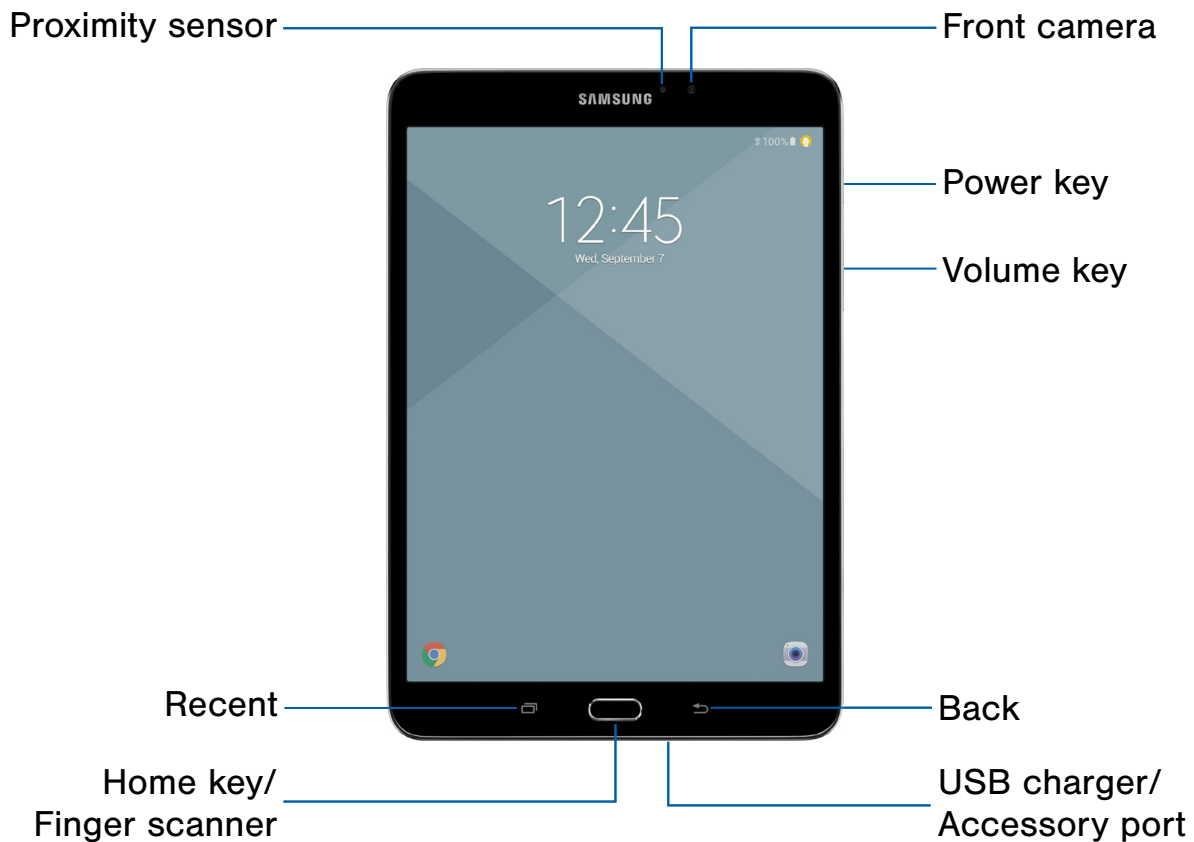 Proximity sensor
Front camera
SAMSUNG
100%
12:45
Wed, September 7
Power key
Volume key
Recent
Back
Home key/
Finger scanner
USB charger/
Accessory port